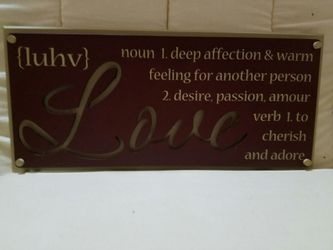 {luhv}
noun 1. deep affection & warm
feeling for another person
2. desire, passion, amour
Love
verb 1. to
cherish
and adore